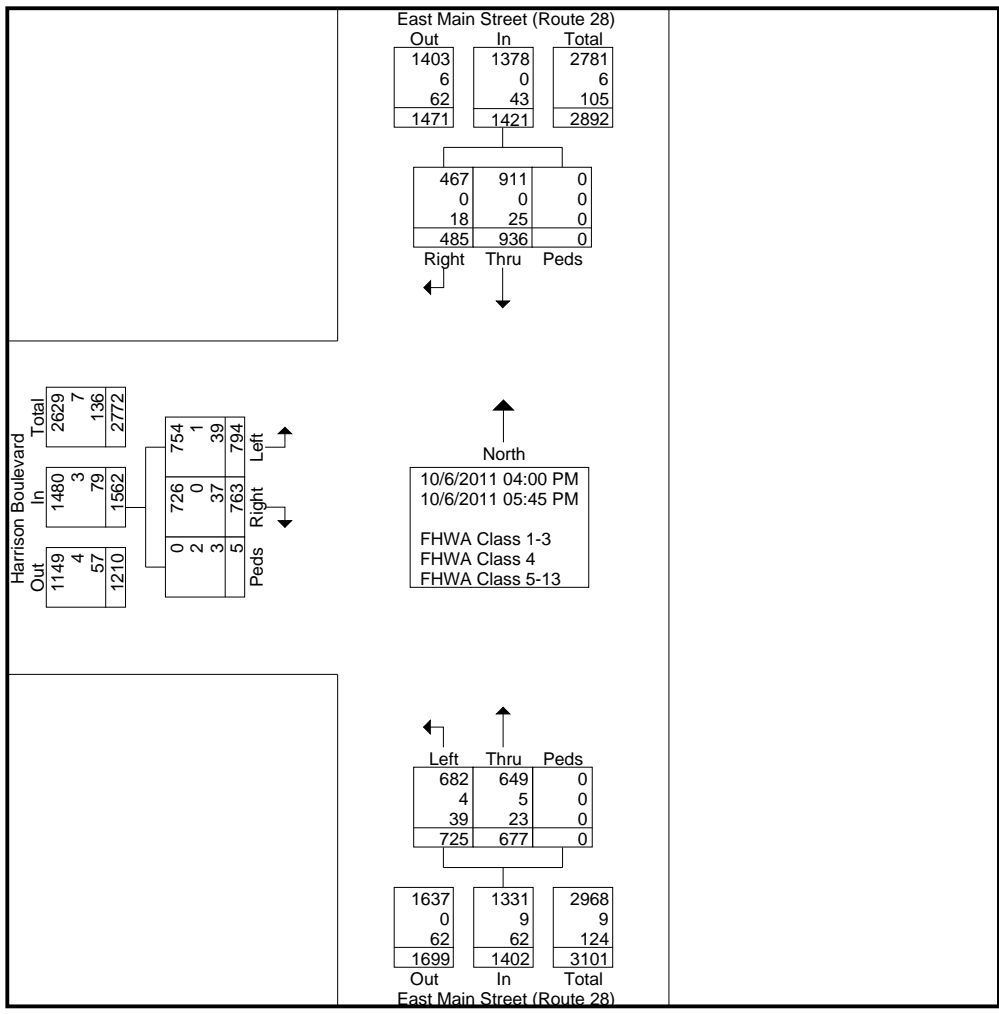 East Main Street (Route 28)
Out In Total
1403 1378 2781
6 0 6
62 43 105
1471 1421 2892
467 911 0
0 0 0
18 25 0
485 936 0
Right Thru Peds
Harrison Boulevard
Out In Total
1149 1480 2629
4 3 7
57 79 136
1210 1562 2772
0 726 754
2 0 1
3 37 39
5 763 794
Peds Right Left
North
10/6/2011 04:00 PM
10/6/2011 05:45 PM
FHWA Class 1-3
FHWA Class 4
FHWA Class 5-13
Left Thru Peds
682 649 0
4 5 0
39 23 0
725 677 0
1637 1331 2968
0 9 9
62 62 124
1699 1402 3101
Out In Total
East Main Street (Route 28)